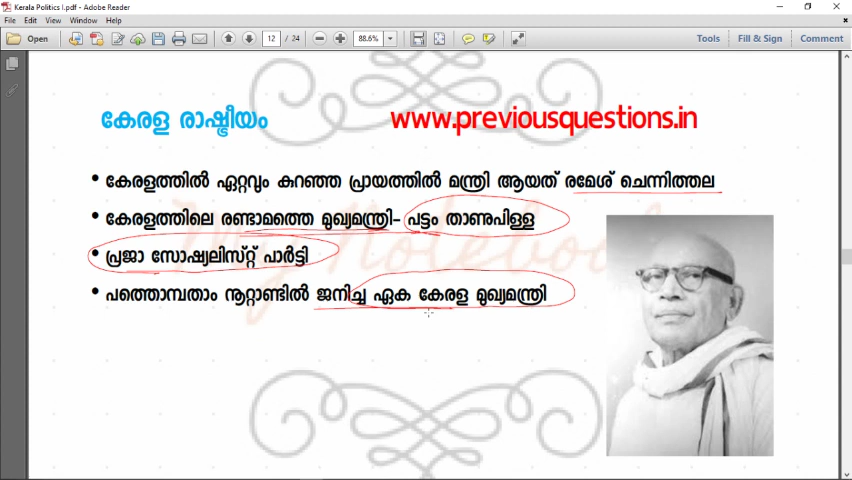 Kerala Politics I.pdf - Adobe Reader
File Edit View Window Help
Open 12 / 24 88.6% Tools Fill & Sign Comment
കേരള രാഷ്ട്രീയം www.previousquestions.in
• കേരളത്തിൽ ഏറ്റവും കുറഞ്ഞ പ്രായത്തിൽ മന്ത്രി ആയത് രമേശ് ചെന്നിത്തല
• കേരളത്തിലെ രണ്ടാമത്തെ മുഖ്യമന്ത്രി- പട്ടം താണുപിള്ള
• പ്രജാ സോഷ്യലിസ്റ്റ് പാർട്ടി
• പത്തൊമ്പതാം നൂറ്റാണ്ടിൽ ജനിച്ച ഏക കേരള മുഖ്യമന്ത്രി
My Notebook